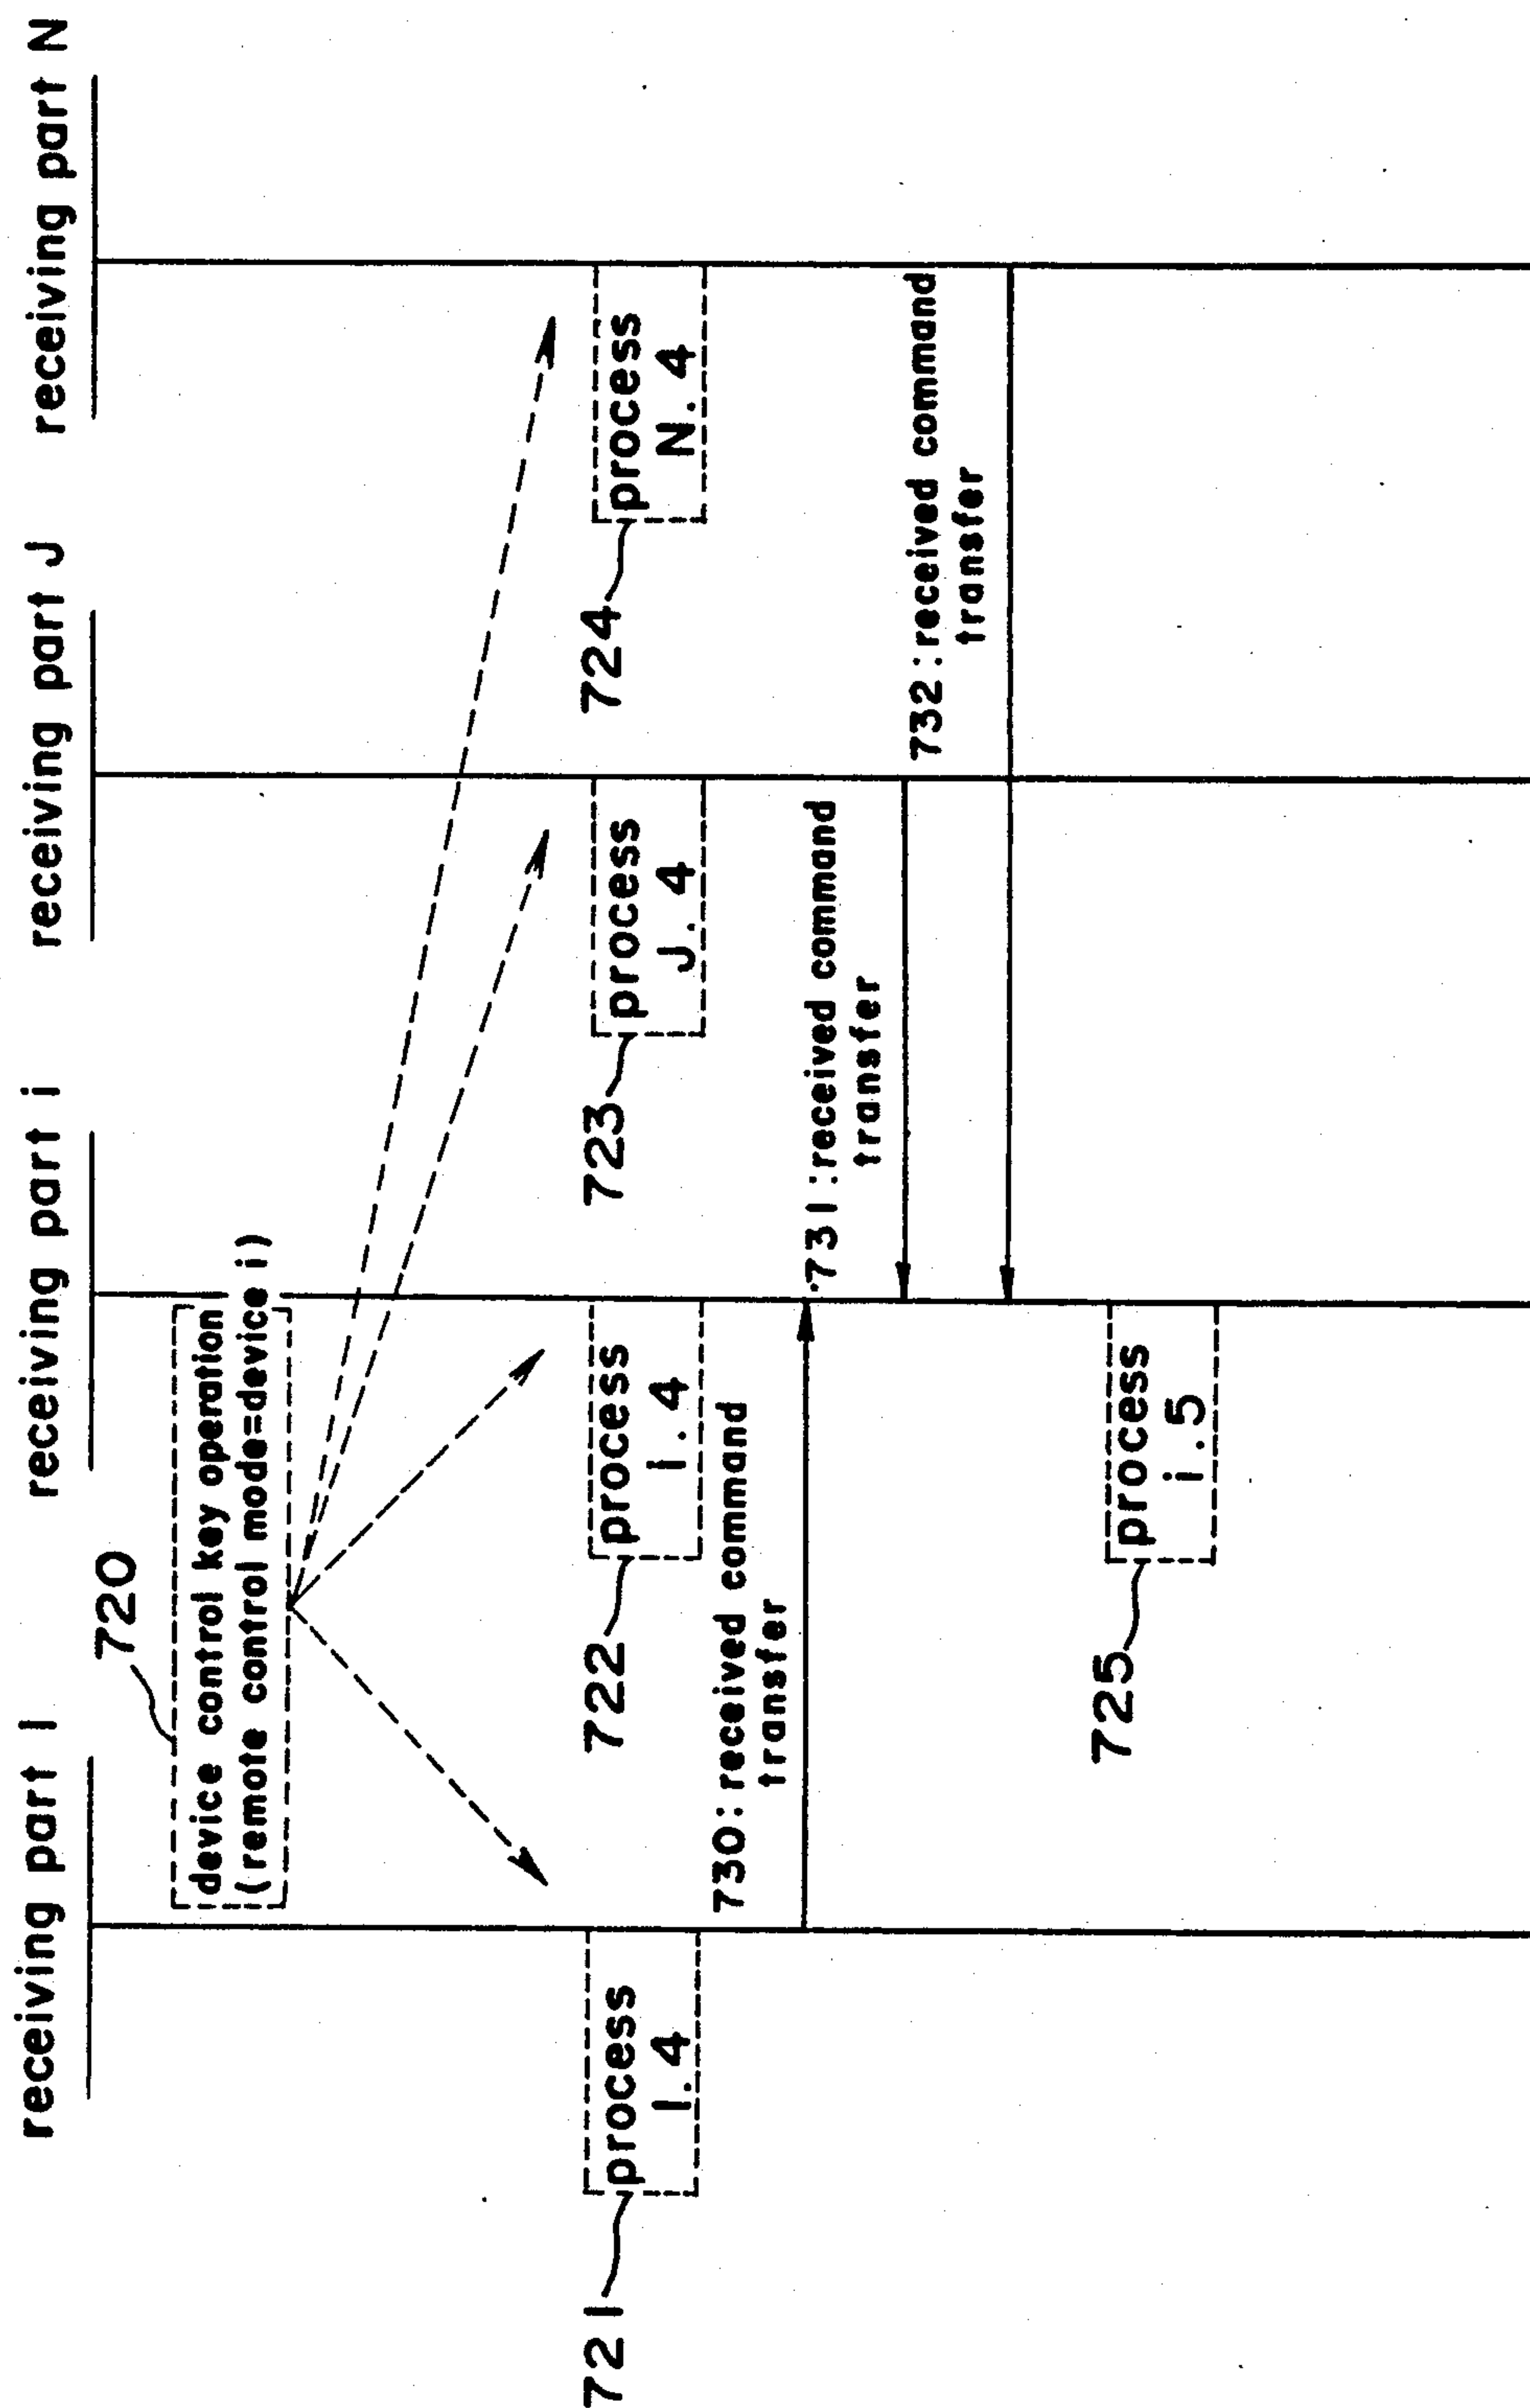 receiving part 1
receiving part i
receiving part J
receiving part N
720
device control key operation
(remote control mode=device i)
721
process
1.4
722
process
i.4
723
process
J.4
724
process
N.4
730:received command
transfer
731:received command
transfer
732:received command
transfer
725
process
i.5